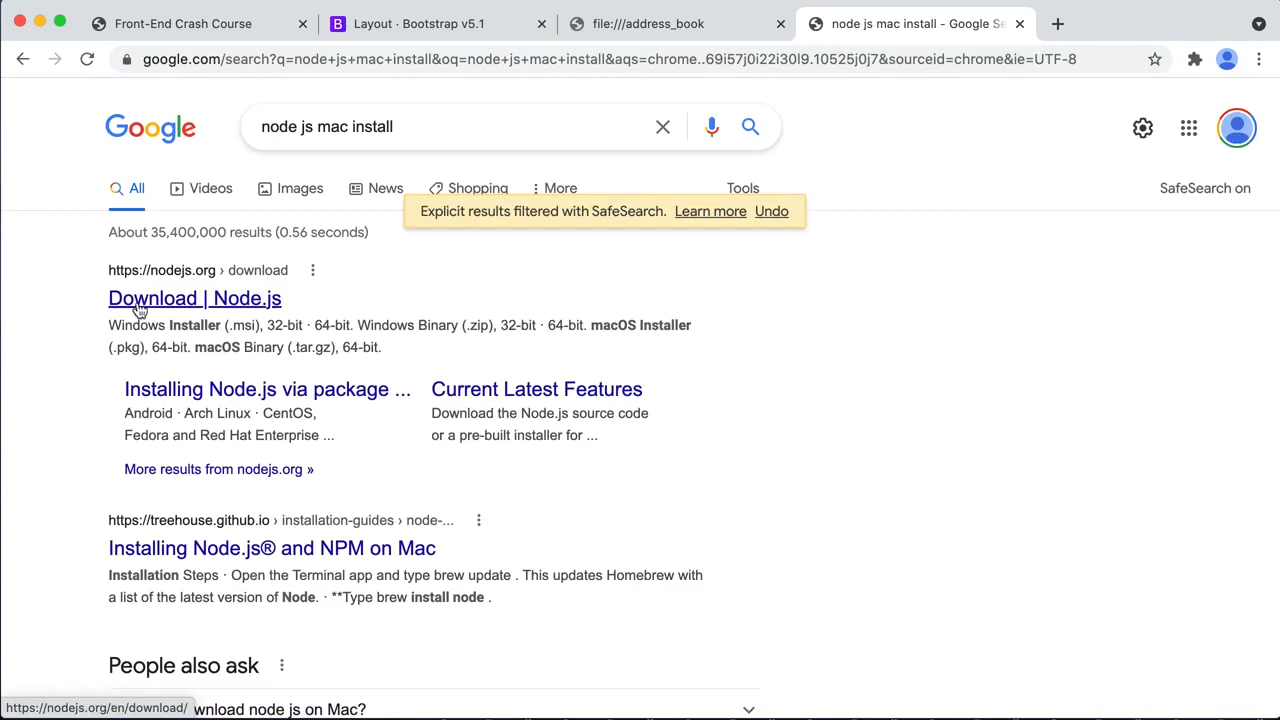 Front-End Crash Course
B Layout · Bootstrap v5.1
file:///address_book
node js mac install - Google Se
google.com/search?q=node+js+mac+install&oq=node+js+mac+install&aqs=chrome..69i57j0i22i30l9.10525j0j7&sourceid=chrome&ie=UTF-8
Google
node js mac install
All
Videos
Images
News
Shopping
More
Tools
SafeSearch on
Explicit results filtered with SafeSearch. Learn more Undo
About 35,400,000 results (0.56 seconds)
https://nodejs.org › download
Download | Node.js
Windows Installer (.msi), 32-bit · 64-bit. Windows Binary (.zip), 32-bit · 64-bit. macOS Installer
(.pkg), 64-bit. macOS Binary (.tar.gz), 64-bit.
Installing Node.js via package ...
Android · Arch Linux · CentOS,
Fedora and Red Hat Enterprise ...
Current Latest Features
Download the Node.js source code
or a pre-built installer for ...
More results from nodejs.org »
https://treehouse.github.io › installation-guides › node-...
Installing Node.js® and NPM on Mac
Installation Steps · Open the Terminal app and type brew update . This updates Homebrew with
a list of the latest version of Node. · **Type brew install node .
People also ask
wnload node js on Mac?
https://nodejs.org/en/download/